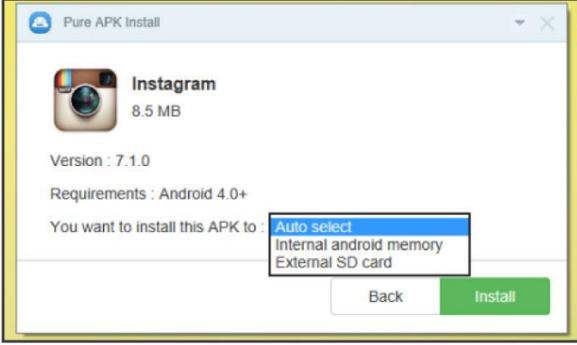 Pure APK Install
Instagram
8.5 MB
Version : 7.1.0
Requirements : Android 4.0+
You want to install this APK to : Auto select
Internal android memory
External SD card
Back Install